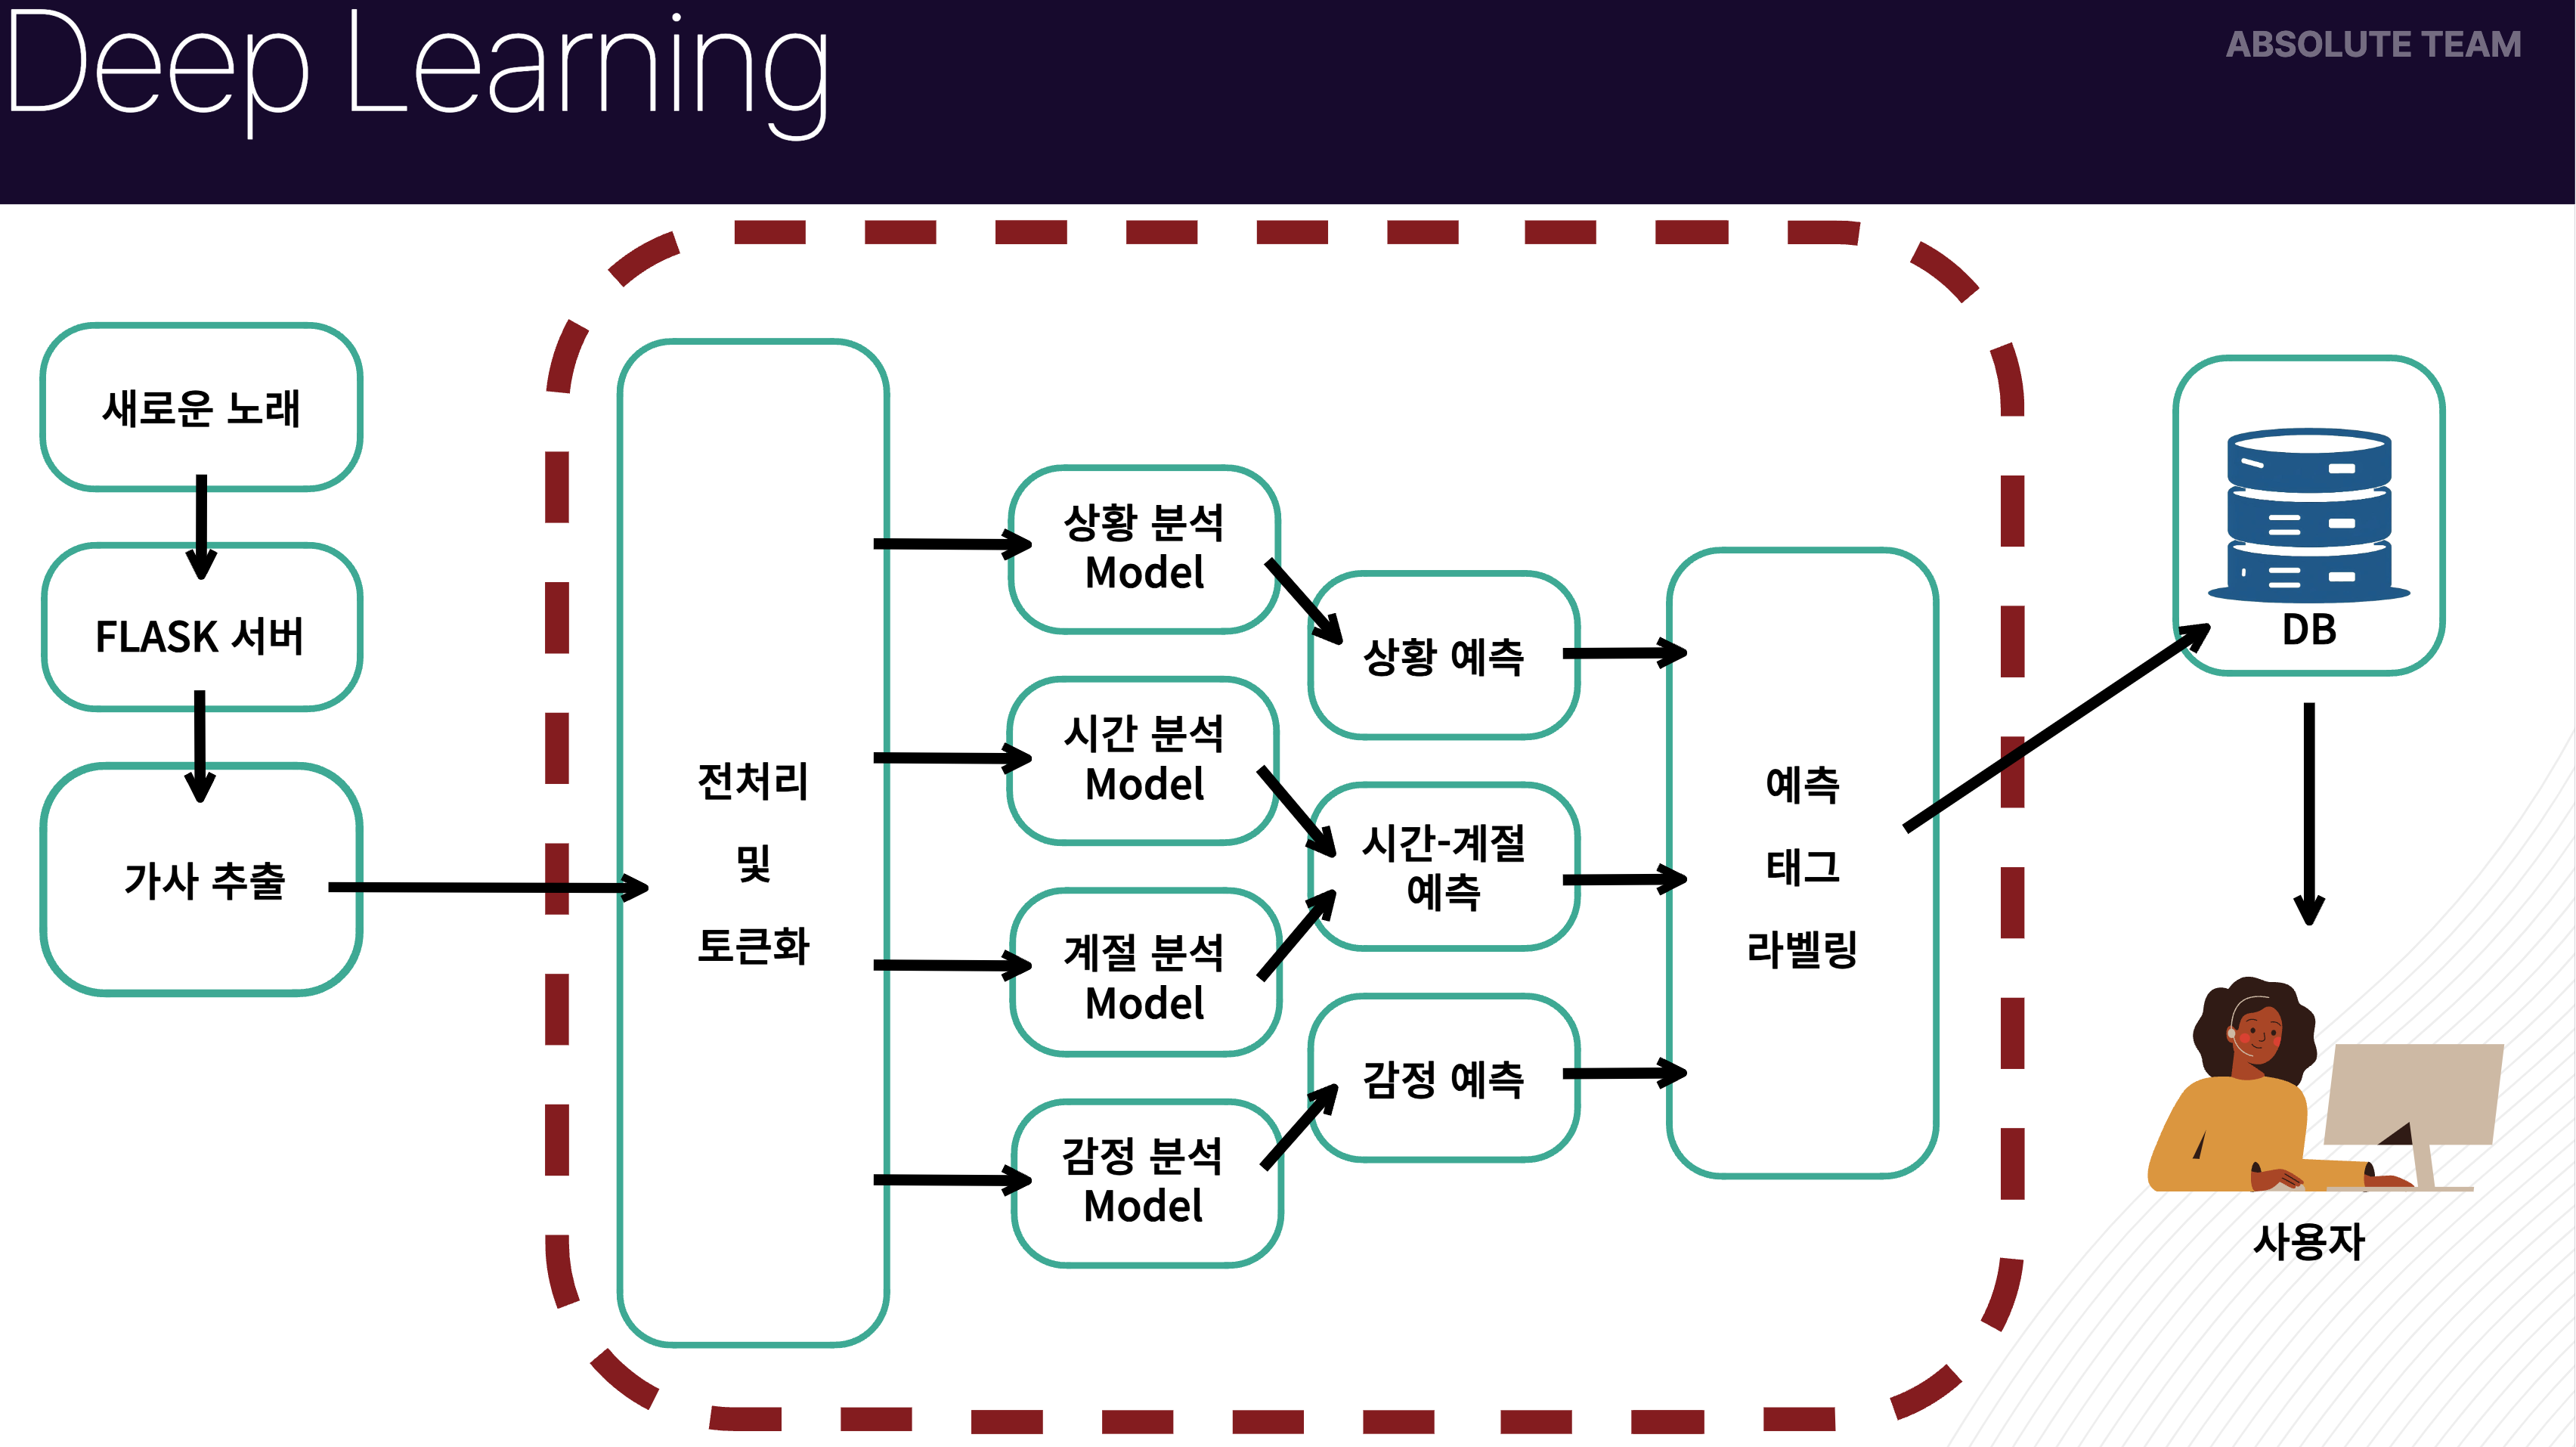 Deep Learning
ABSOLUTE TEAM
새로운 노래
FLASK 서버
가사 추출
전처리
및
토큰화
상황 분석
Model
시간 분석
Model
계절 분석
Model
감정 분석
Model
상황 예측
시간-계절
예측
감정 예측
예측
태그
라벨링
DB
사용자